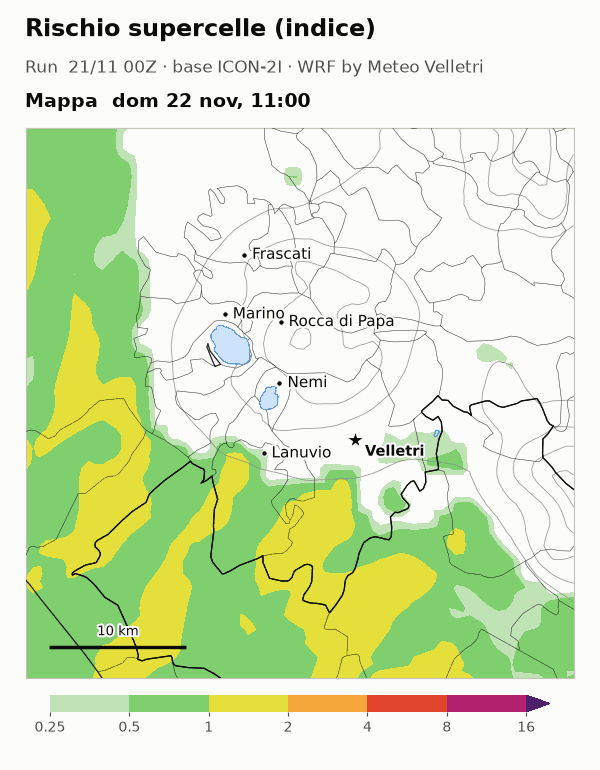 Rischio supercelle (indice)
Run  21/11 00Z · base ICON-2I · WRF by Meteo Velletri
Mappa  dom 22 nov, 11:00
Frascati
Marino
Rocca di Papa
Nemi
Lanuvio
Velletri
10 km
0.25 0.5 1 2 4 8 16